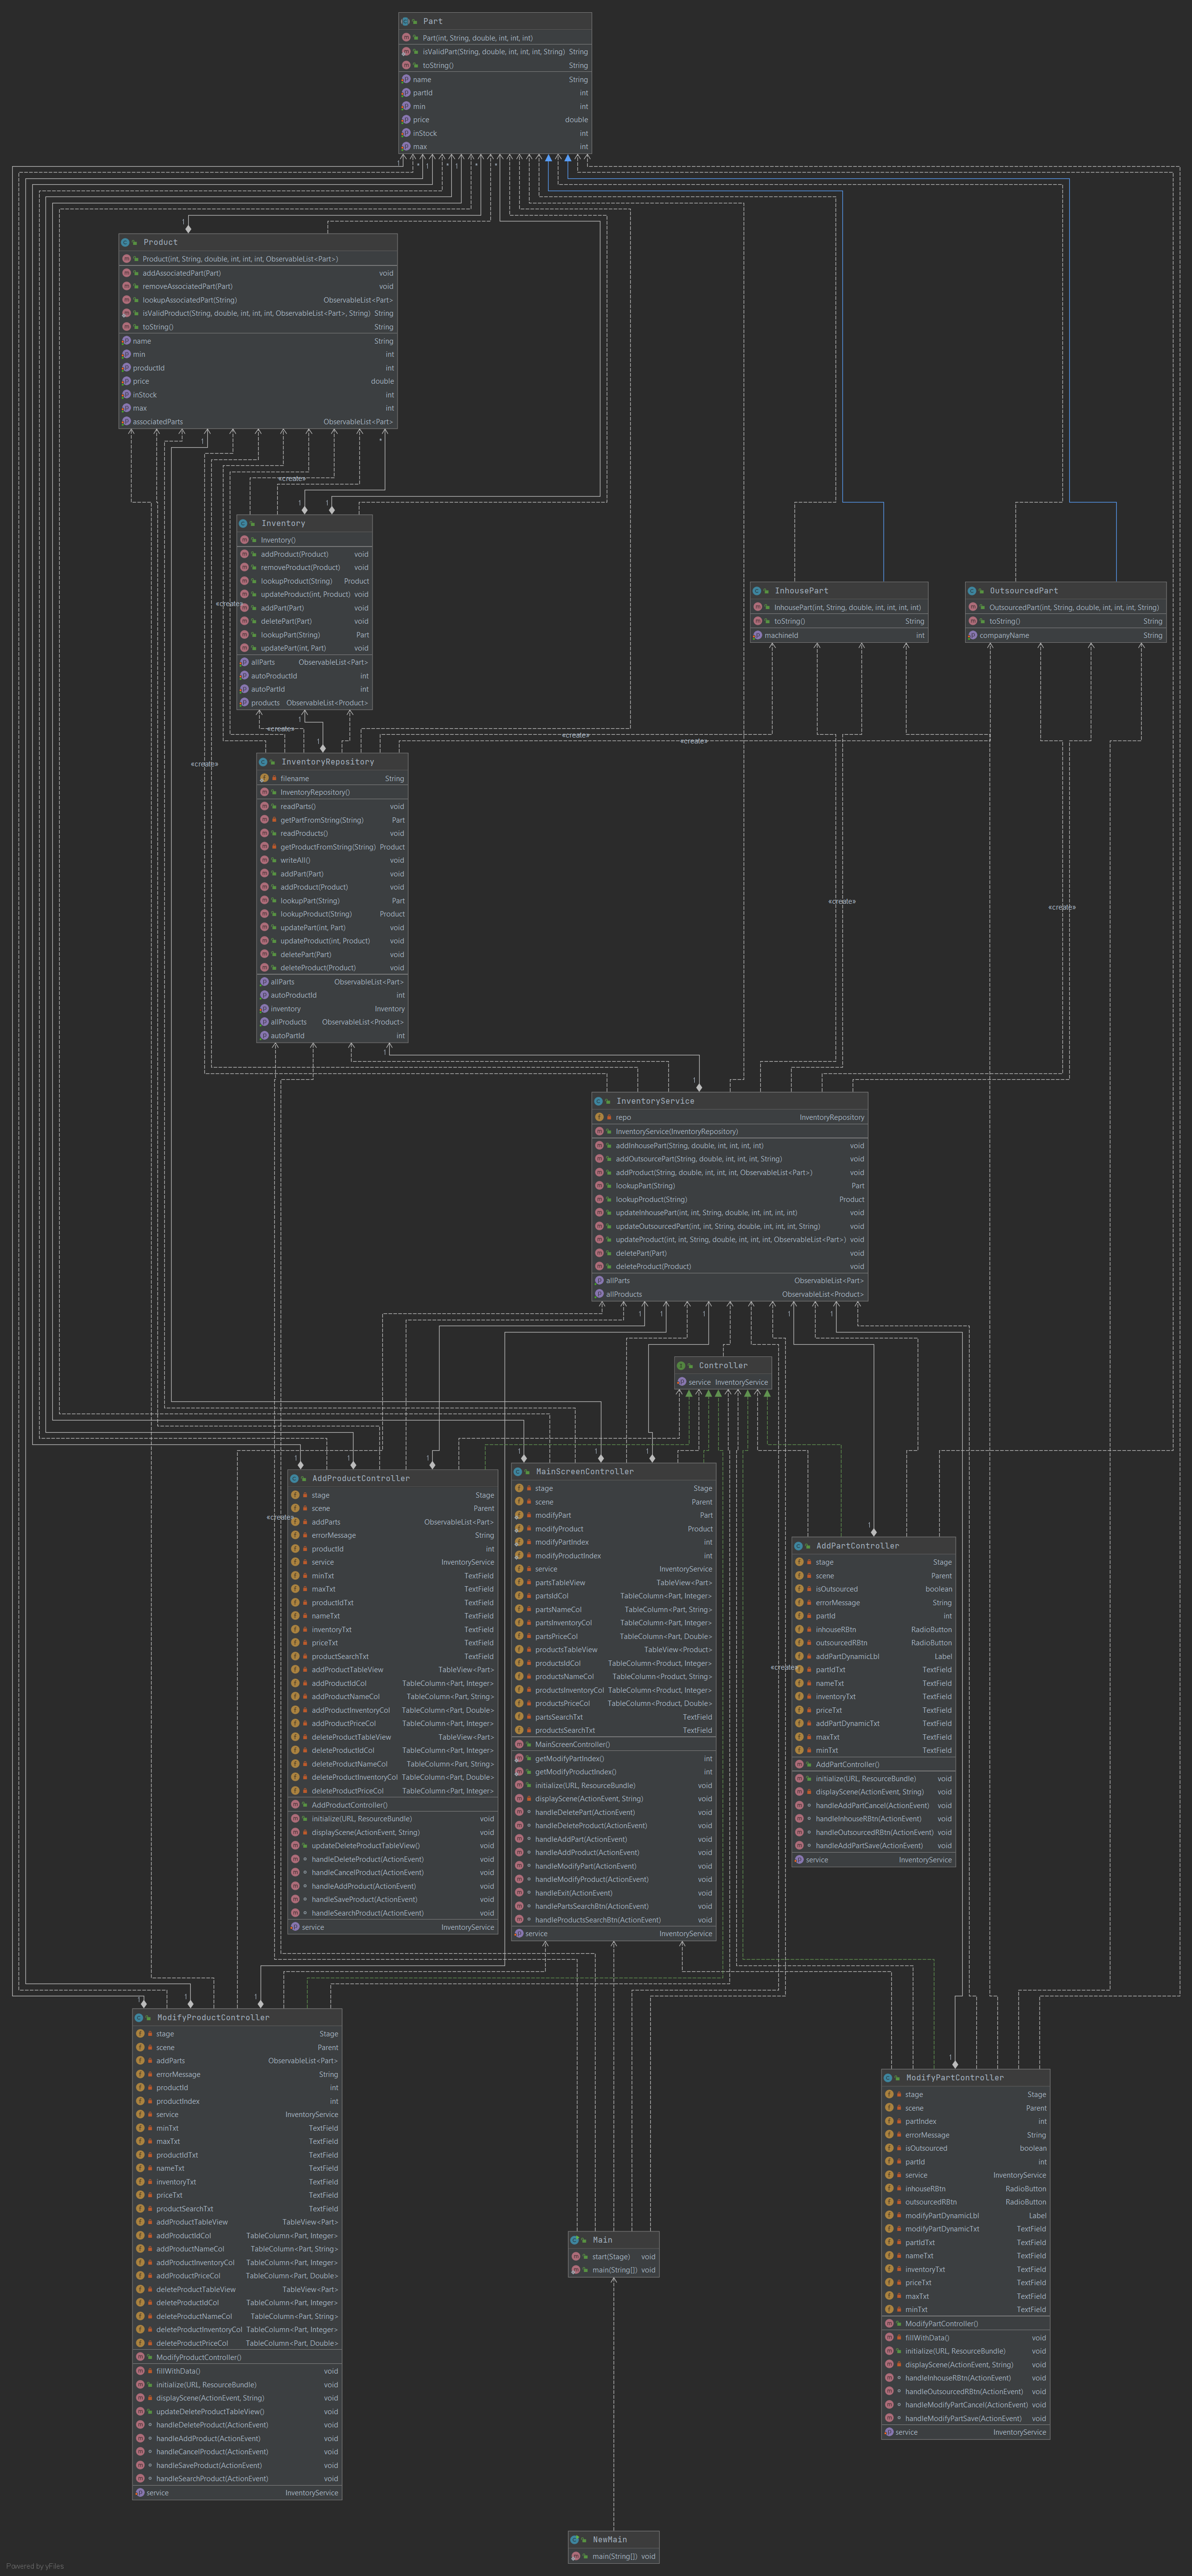 Part
Part(int, String, double, int, int, int)
isValidPart(String, double, int, int, int, String) String
toString() String
name String
partId int
min int
price double
inStock int
max int
1
*
1
*
1
*
1
Product
Product(int, String, double, int, int, int, ObservableList<Part>)
addAssociatedPart(Part) void
removeAssociatedPart(Part) void
lookupAssociatedPart(String) ObservableList<Part>
isValidProduct(String, double, int, int, int, ObservableList<Part>, String) String
toString() String
name String
min int
productId int
price double
inStock int
max int
associatedParts ObservableList<Part>
1
*
«create»
1
1
Inventory
Inventory()
addProduct(Product) void
removeProduct(Product) void
lookupProduct(String) Product
updateProduct(int, Product) void
addPart(Part) void
deletePart(Part) void
lookupPart(String) Part
updatePart(int, Part) void
allParts ObservableList<Part>
autoProductId int
autoPartId int
products ObservableList<Product>
«create»
InhousePart
InhousePart(int, String, double, int, int, int, int)
toString() String
machineId int
OutsourcedPart
OutsourcedPart(int, String, double, int, int, int, String)
toString() String
companyName String
1
«create»
«create»
«create»
1
«create»
InventoryRepository
filename String
InventoryRepository()
readParts() void
getPartFromString(String) Part
readProducts() void
getProductFromString(String) Product
writeAll() void
addPart(Part) void
addProduct(Product) void
lookupPart(String) Part
lookupProduct(String) Product
updatePart(int, Part) void
updateProduct(int, Product) void
deletePart(Part) void
deleteProduct(Product) void
allParts ObservableList<Part>
autoProductId int
inventory Inventory
allProducts ObservableList<Product>
autoPartId int
«create»
«create»
1
1
InventoryService
repo InventoryRepository
InventoryService(InventoryRepository)
addInhousePart(String, double, int, int, int, int) void
addOutsourcePart(String, double, int, int, int, String) void
addProduct(String, double, int, int, int, ObservableList<Part>) void
lookupPart(String) Part
lookupProduct(String) Product
updateInhousePart(int, int, String, double, int, int, int, int) void
updateOutsourcedPart(int, int, String, double, int, int, int, String) void
updateProduct(int, int, String, double, int, int, int, ObservableList<Part>) void
deletePart(Part) void
deleteProduct(Product) void
allParts ObservableList<Part>
allProducts ObservableList<Product>
1
1
1
1
1
Controller
service InventoryService
1
1
1
1
1
1
AddProductController
stage Stage
scene Parent
addParts ObservableList<Part>
errorMessage String
productId int
service InventoryService
minTxt TextField
maxTxt TextField
productIdTxt TextField
nameTxt TextField
inventoryTxt TextField
priceTxt TextField
productSearchTxt TextField
addProductTableView TableView<Part>
addProductIdCol TableColumn<Part, Integer>
addProductNameCol TableColumn<Part, String>
addProductInventoryCol TableColumn<Part, Double>
addProductPriceCol TableColumn<Part, Integer>
deleteProductTableView TableView<Part>
deleteProductIdCol TableColumn<Part, Integer>
deleteProductNameCol TableColumn<Part, String>
deleteProductInventoryCol TableColumn<Part, Double>
deleteProductPriceCol TableColumn<Part, Integer>
AddProductController()
initialize(URL, ResourceBundle) void
displayScene(ActionEvent, String) void
updateDeleteProductTableView() void
handleDeleteProduct(ActionEvent) void
handleCancelProduct(ActionEvent) void
handleAddProduct(ActionEvent) void
handleSaveProduct(ActionEvent) void
handleSearchProduct(ActionEvent) void
service InventoryService
«create»
MainScreenController
stage Stage
scene Parent
modifyPart Part
modifyProduct Product
modifyPartIndex int
modifyProductIndex int
service InventoryService
partsTableView TableView<Part>
partsIdCol TableColumn<Part, Integer>
partsNameCol TableColumn<Part, String>
partsInventoryCol TableColumn<Part, Integer>
partsPriceCol TableColumn<Part, Double>
productsTableView TableView<Product>
productsIdCol TableColumn<Product, Integer>
productsNameCol TableColumn<Product, String>
productsInventoryCol TableColumn<Product, Integer>
productsPriceCol TableColumn<Product, Double>
partsSearchTxt TextField
productsSearchTxt TextField
MainScreenController()
getModifyPartIndex() int
getModifyProductIndex() int
initialize(URL, ResourceBundle) void
displayScene(ActionEvent, String) void
handleDeletePart(ActionEvent) void
handleDeleteProduct(ActionEvent) void
handleAddPart(ActionEvent) void
handleAddProduct(ActionEvent) void
handleModifyPart(ActionEvent) void
handleModifyProduct(ActionEvent) void
handleExit(ActionEvent) void
handlePartsSearchBtn(ActionEvent) void
handleProductsSearchBtn(ActionEvent) void
service InventoryService
«create»
1
AddPartController
stage Stage
scene Parent
isOutsourced boolean
errorMessage String
partId int
inhouseRBtn RadioButton
outsourcedRBtn RadioButton
addPartDynamicLbl Label
partIdTxt TextField
nameTxt TextField
inventoryTxt TextField
priceTxt TextField
addPartDynamicTxt TextField
maxTxt TextField
minTxt TextField
AddPartController()
initialize(URL, ResourceBundle) void
displayScene(ActionEvent, String) void
handleAddPartCancel(ActionEvent) void
handleInhouseRBtn(ActionEvent) void
handleOutsourcedRBtn(ActionEvent) void
handleAddPartSave(ActionEvent) void
service InventoryService
1
1
1
ModifyProductController
stage Stage
scene Parent
addParts ObservableList<Part>
errorMessage String
productId int
productIndex int
service InventoryService
minTxt TextField
maxTxt TextField
productIdTxt TextField
nameTxt TextField
inventoryTxt TextField
priceTxt TextField
productSearchTxt TextField
addProductTableView TableView<Part>
addProductIdCol TableColumn<Part, Integer>
addProductNameCol TableColumn<Part, String>
addProductInventoryCol TableColumn<Part, Integer>
addProductPriceCol TableColumn<Part, Double>
deleteProductTableView TableView<Part>
deleteProductIdCol TableColumn<Part, Integer>
deleteProductNameCol TableColumn<Part, String>
deleteProductInventoryCol TableColumn<Part, Integer>
deleteProductPriceCol TableColumn<Part, Double>
ModifyProductController()
fillWithData() void
initialize(URL, ResourceBundle) void
displayScene(ActionEvent, String) void
updateDeleteProductTableView() void
handleDeleteProduct(ActionEvent) void
handleAddProduct(ActionEvent) void
handleCancelProduct(ActionEvent) void
handleSaveProduct(ActionEvent) void
handleSearchProduct(ActionEvent) void
service InventoryService
1
ModifyPartController
stage Stage
scene Parent
partIndex int
errorMessage String
isOutsourced boolean
partId int
service InventoryService
inhouseRBtn RadioButton
outsourcedRBtn RadioButton
modifyPartDynamicLbl Label
modifyPartDynamicTxt TextField
partIdTxt TextField
nameTxt TextField
inventoryTxt TextField
priceTxt TextField
maxTxt TextField
minTxt TextField
ModifyPartController()
fillWithData() void
initialize(URL, ResourceBundle) void
displayScene(ActionEvent, String) void
handleInhouseRBtn(ActionEvent) void
handleOutsourcedRBtn(ActionEvent) void
handleModifyPartCancel(ActionEvent) void
handleModifyPartSave(ActionEvent) void
service InventoryService
Main
start(Stage) void
main(String[]) void
NewMain
main(String[]) void
Powered by yFiles